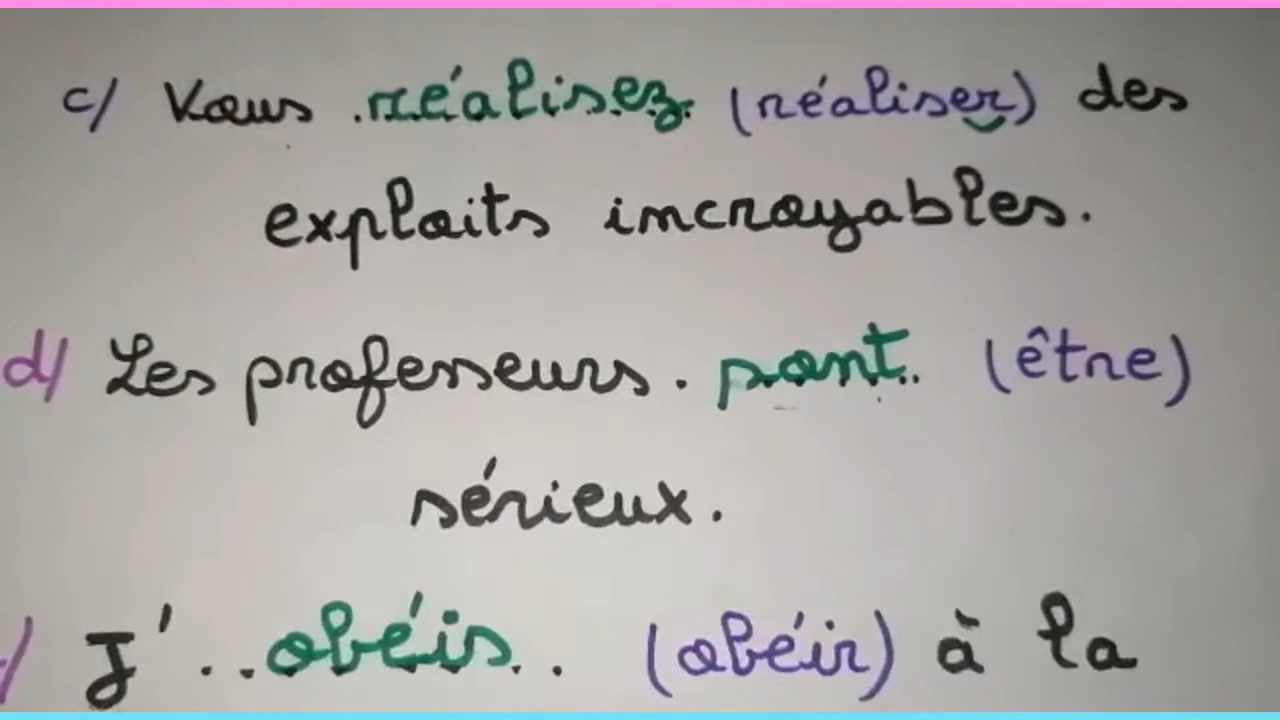 c/ Vous .réalisez. (réaliser) des
exploits incroyables.
d/ Les professeurs . sont. (être)
sérieux.
/ J' ..obéis.. (obéir) à la